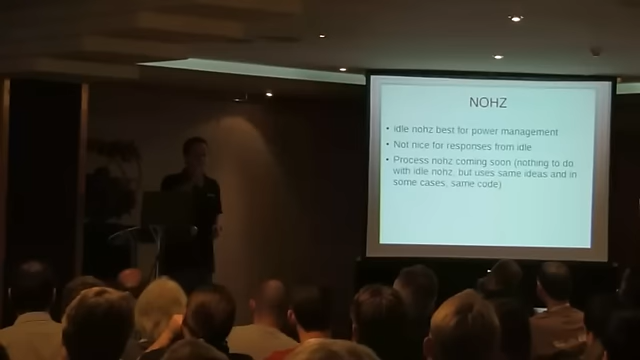 NOHZ
• idle nohz best for power management
• Not nice for responses from idle
• Process nohz coming soon (nothing to do
with idle nohz, but uses same ideas and in
some cases, same code)